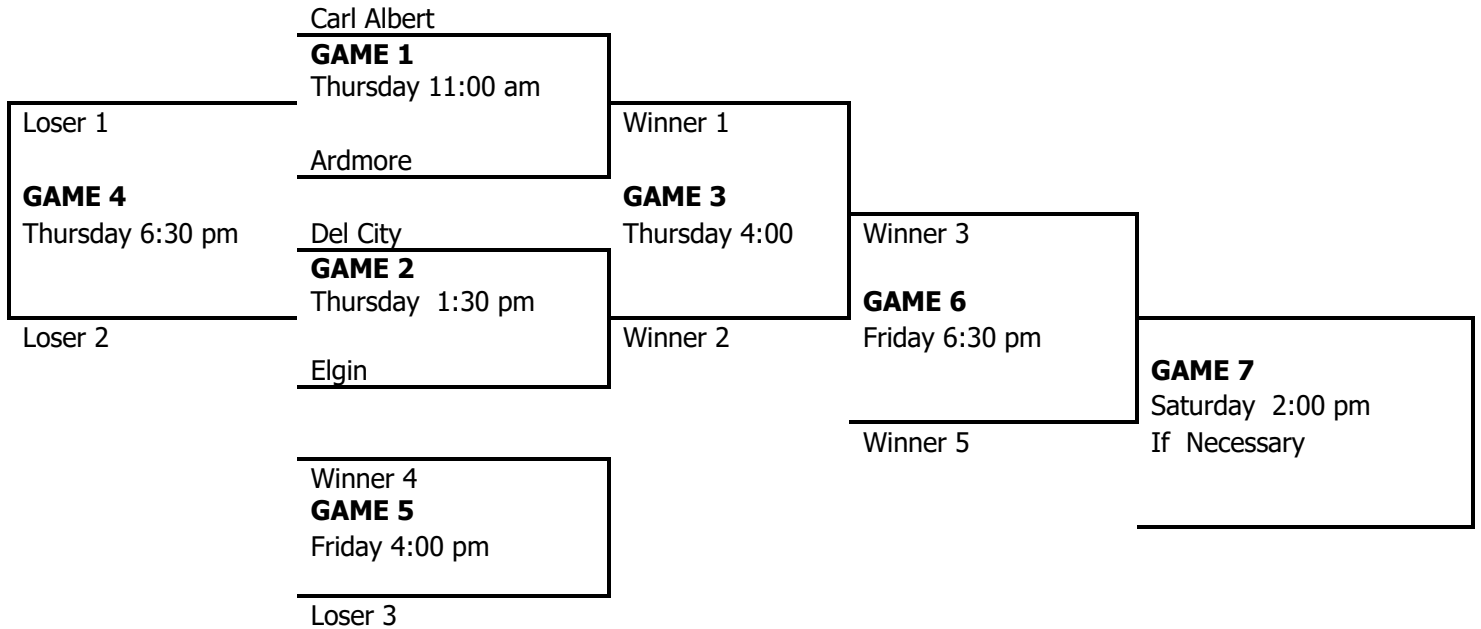 Carl Albert
GAME 1
Thursday 11:00 am
Loser 1
Winner 1
Ardmore
GAME 4
GAME 3
Thursday 6:30 pm
Del City
Thursday 4:00
Winner 3
GAME 2
Thursday  1:30 pm
GAME 6
Loser 2
Winner 2
Friday 6:30 pm
Elgin
GAME 7
Saturday  2:00 pm
Winner 5
If  Necessary
Winner 4
GAME 5
Friday 4:00 pm
Loser 3